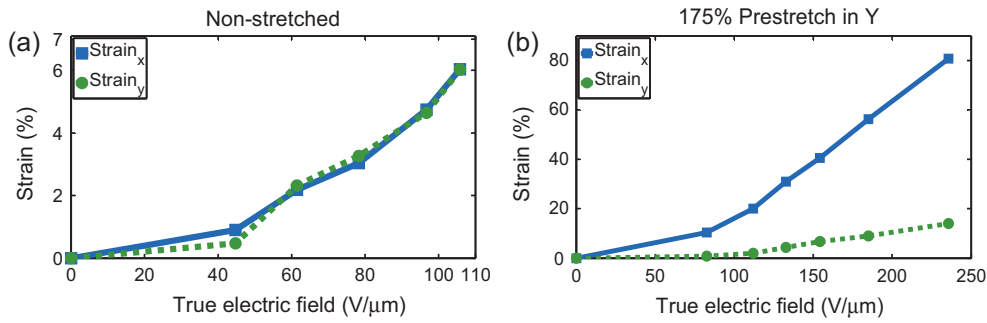 Non-stretched
(a)
Strain (%)
7
6
4
2
0
Strain_x
Strain_y
0 20 40 60 80 100 110
True electric field (V/μm)
175% Prestretch in Y
(b)
Strain (%)
80
60
40
20
0
Strain_x
Strain_y
0 50 100 150 200 250
True electric field (V/μm)